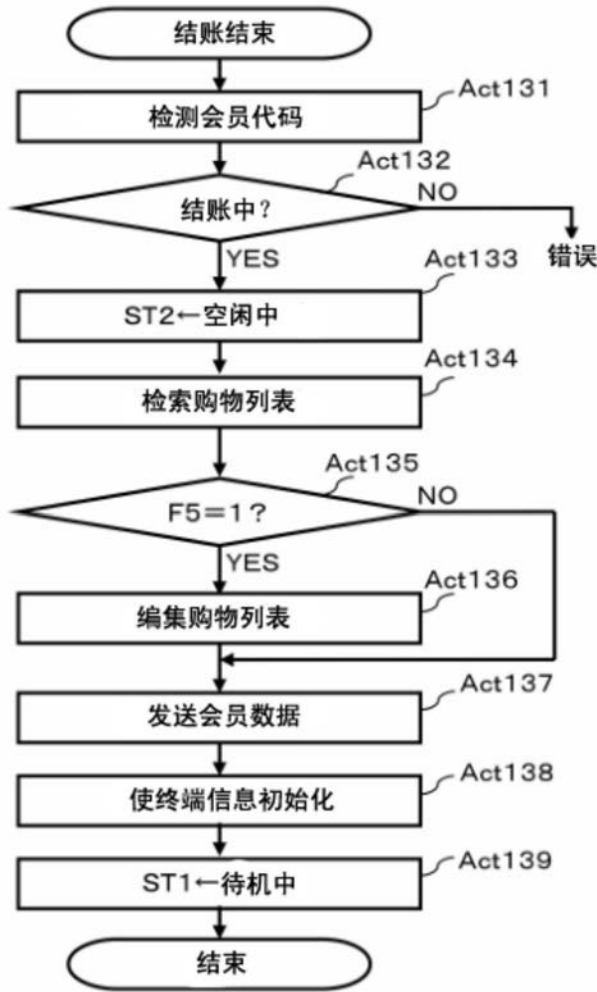 结账结束
Act131
检测会员代码
Act132
结账中?
NO
错误
YES
Act133
ST2←空闲中
Act134
检索购物列表
Act135
F5=1?
NO
YES
Act136
编集购物列表
Act137
发送会员数据
Act138
使终端信息初始化
Act139
ST1←待机中
结束